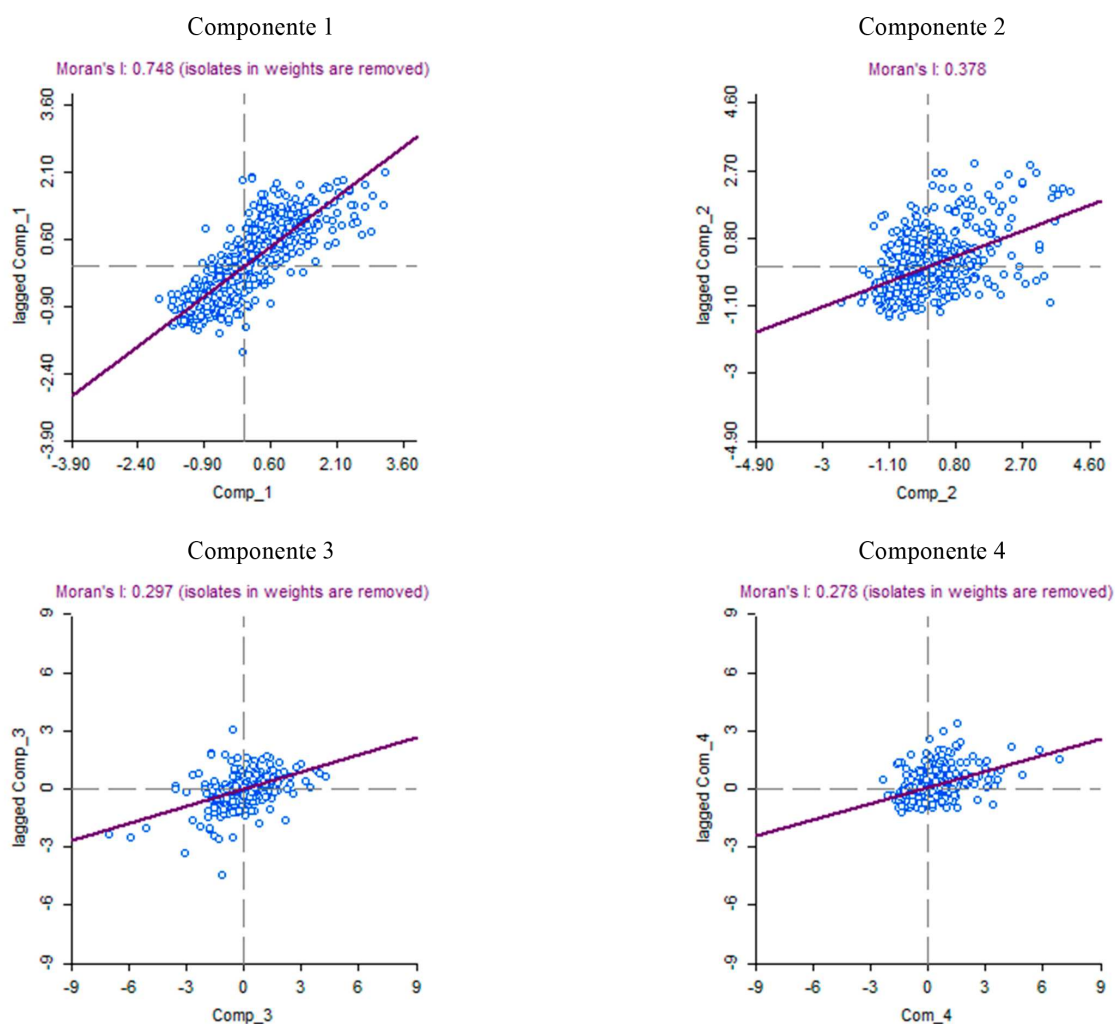 Componente 1
Moran's I: 0.748 (isolates in weights are removed)
3.60
2.10
0.60
-0.90
-2.40
-3.90
lagged Comp_1
-3.90 -2.40 -0.90 0.60 2.10 3.60
Comp_1
Componente 2
Moran's I: 0.378
4.60
2.70
0.80
-1.10
-3
-4.90
lagged Comp_2
-4.90 -3 -1.10 0.80 2.70 4.60
Comp_2
Componente 3
Moran's I: 0.297 (isolates in weights are removed)
9
6
3
0
-3
-6
-9
lagged Comp_3
-9 -6 -3 0 3 6 9
Comp_3
Componente 4
Moran's I: 0.278 (isolates in weights are removed)
9
6
3
0
-3
-6
-9
lagged Com_4
-9 -6 -3 0 3 6 9
Com_4